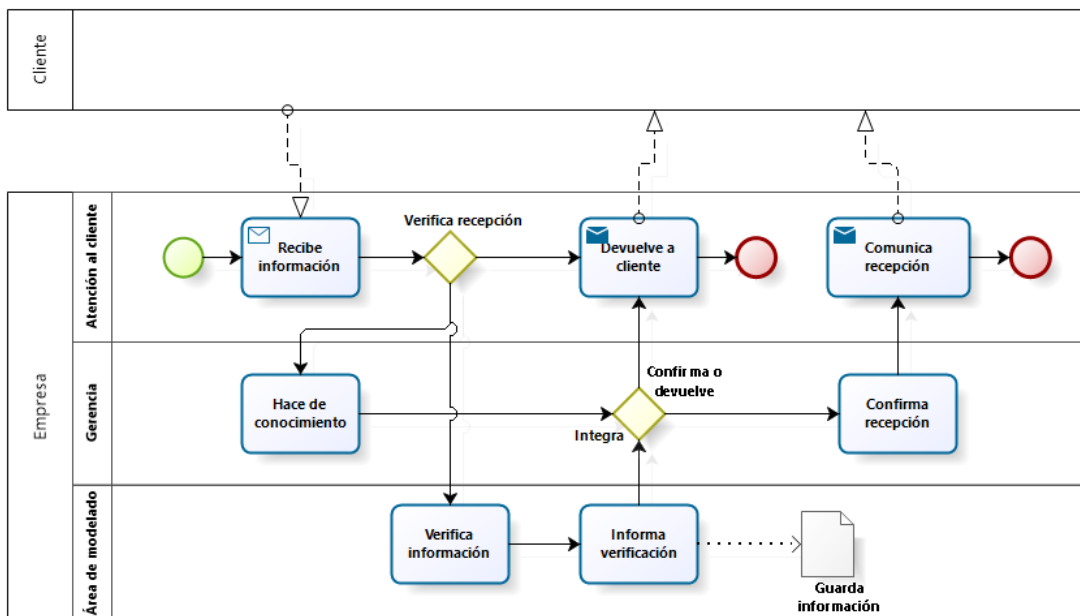 Cliente
Empresa
Atención al cliente
Verifica recepción
Recibe
información
Devuelve a
cliente
Comunica
recepción
Gerencia
Hace de
conocimiento
Confirma o
devuelve
Integra
Confirma
recepción
Área de modelado
Verifica
información
Informa
verificación
Guarda
información